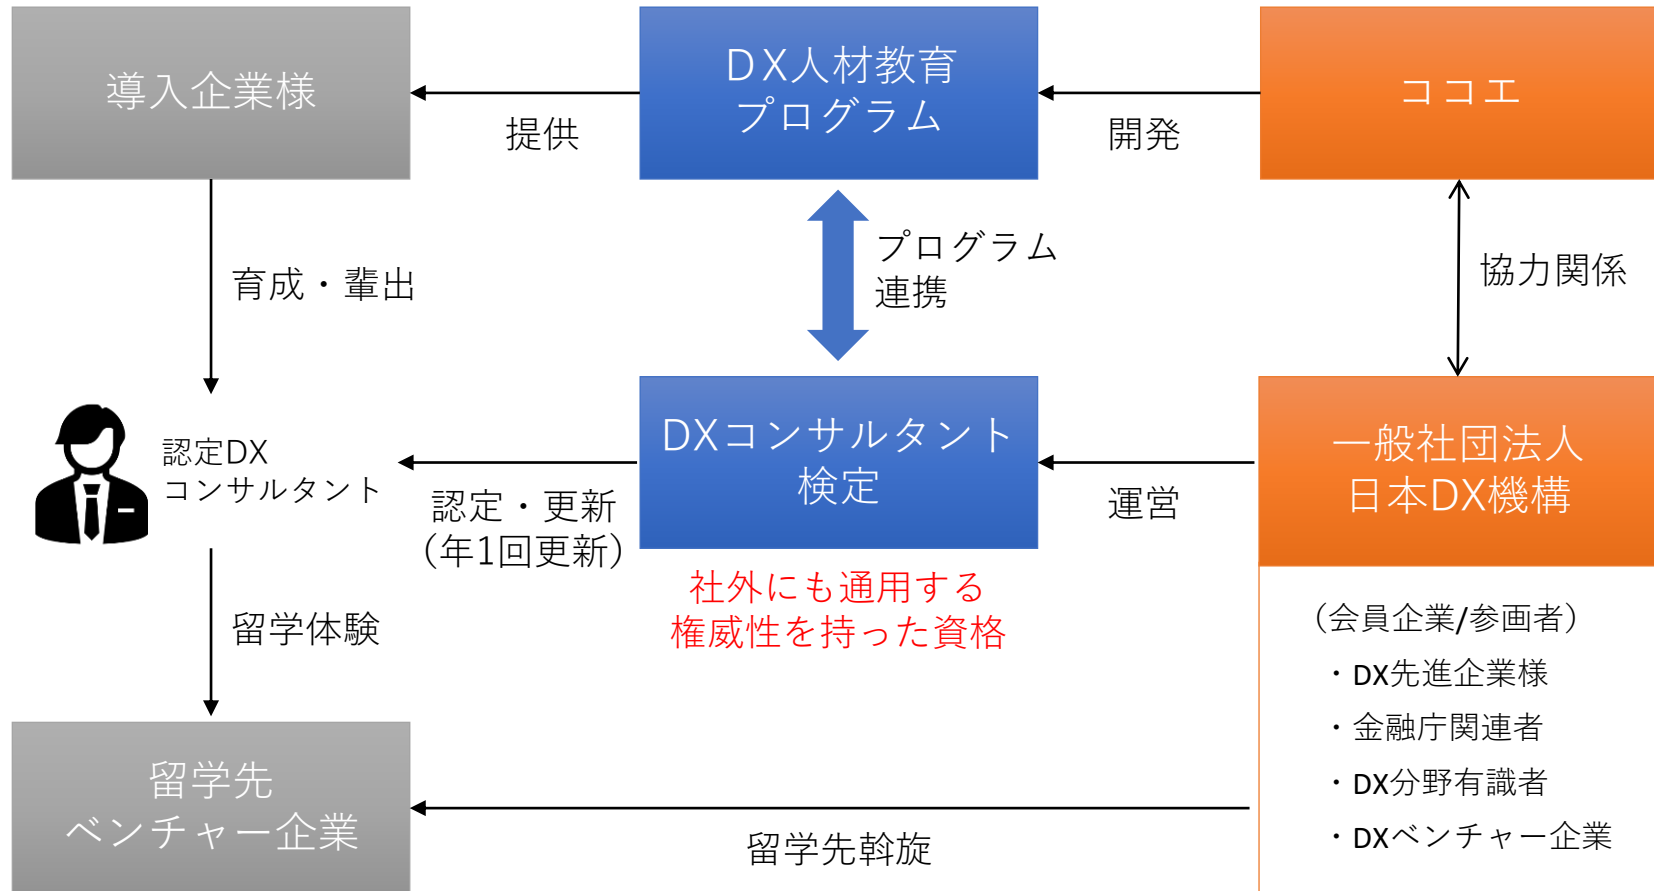 導入企業様
提供
DX人材教育
プログラム
開発
ココエ
育成・輩出
プログラム
連携
協力関係
認定DX
コンサルタント
認定・更新
（年1回更新）
DXコンサルタント
検定
運営
一般社団法人
日本DX機構
社外にも通用する
権威性を持った資格
留学体験
（会員企業/参画者）
・DX先進企業様
・金融庁関連者
・DX分野有識者
・DXベンチャー企業
留学先
ベンチャー企業
留学先斡旋